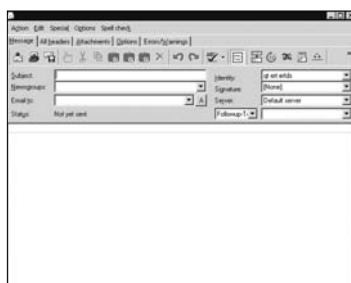 Action Edit Special Options Spell check
Message All headers Attachments Options Errors/Warnings
Subject: Identity:
Newsgroups: Signature: (None)
Email to: A Server: Default server
Status: Not yet sent Followup-T